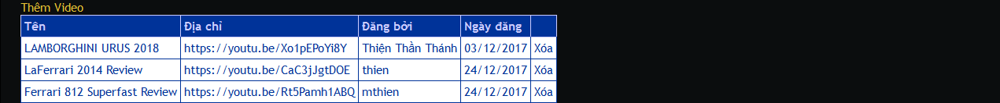 Thêm Video
Tên Địa chỉ Đăng bởi Ngày đăng
LAMBORGHINI URUS 2018 https://youtu.be/Xo1pEPoYi8Y Thiện Thần Thánh 03/12/2017 Xóa
LaFerrari 2014 Review https://youtu.be/CaC3jJgtDOE thien 24/12/2017 Xóa
Ferrari 812 Superfast Review https://youtu.be/Rt5Pamh1ABQ mthien 24/12/2017 Xóa